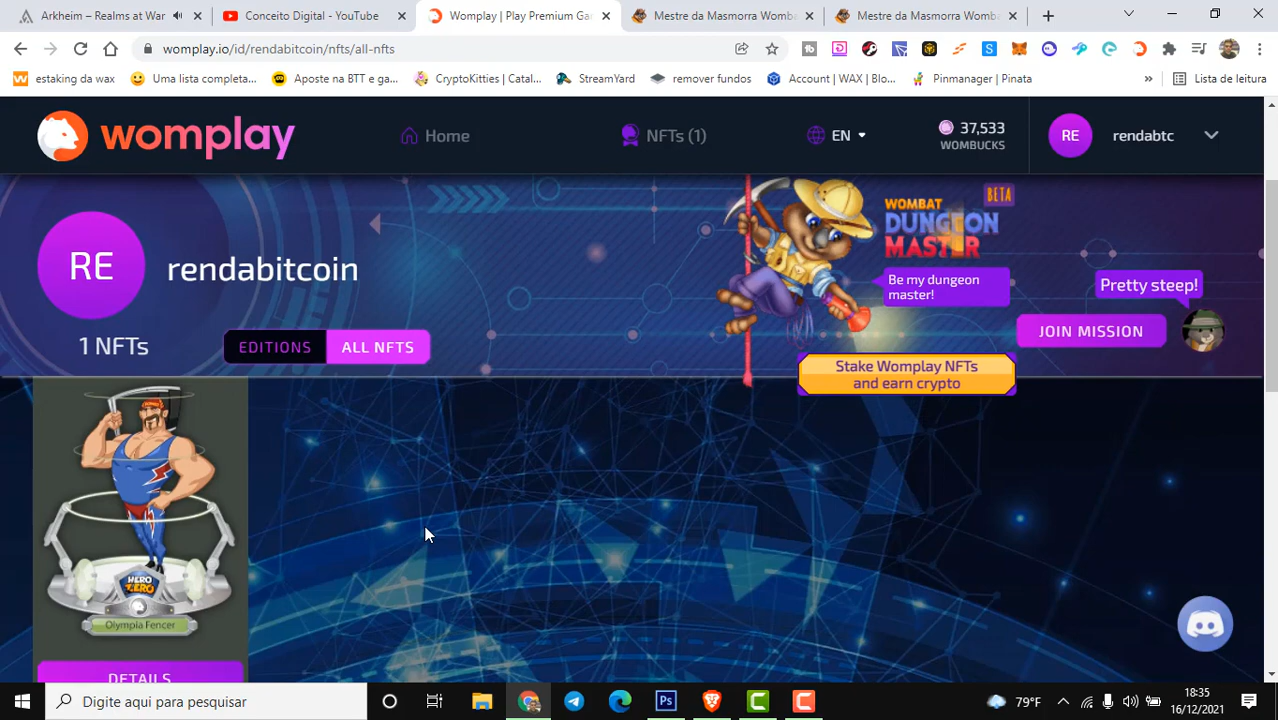 Arkheim – Realms at War
Conceito Digital - YouTube
Womplay | Play Premium Ga
Mestre da Masmorra Womb
Mestre da Masmorra Womba
womplay.io/id/rendabitcoin/nfts/all-nfts
estaking da wax
Uma lista completa...
Aposte na BTT e ga...
CryptoKitties | Catal...
StreamYard
remover fundos
Account | WAX | Blo...
Pinmanager | Pinata
»
Lista de leitura
womplay
Home
NFTs (1)
EN
37,533
WOMBUCKS
RE
rendabtc
RE
rendabitcoin
1 NFTs
EDITIONS
ALL NFTS
BETA
WOMBAT
DUNGEON
MASTER
Be my dungeon
master!
Pretty steep!
JOIN MISSION
Stake Womplay NFTs
and earn crypto
HERO
ZERO
Olympia Fencer
DETAILS
Digite aqui para pesquisar
Ps
79°F
18:35
16/12/2021